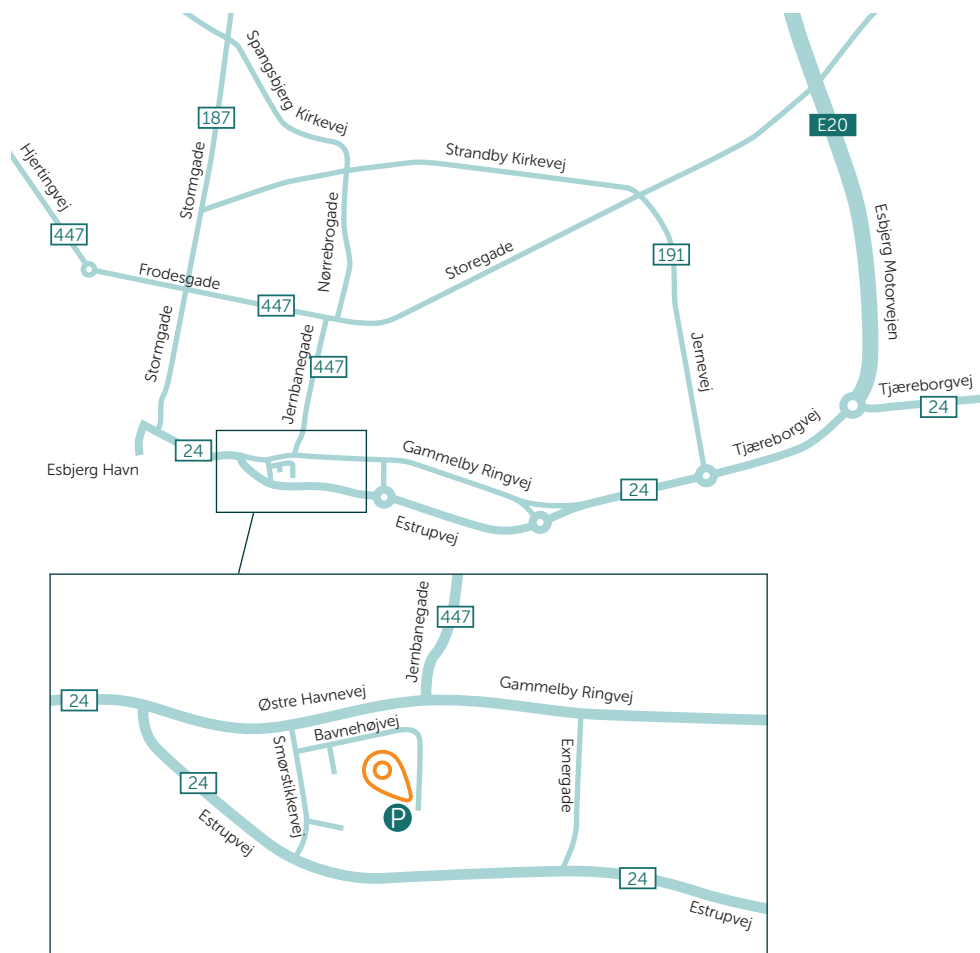 Spangsbjerg Kirkevej
187
E20
Strandby Kirkevej
Hjertingvej
Stormgade
447
Esbjerg Motorvejen
Nørrebrogade
191
Storegade
Frodesgade
447
Stormgade
Jernbanegade
447
Jernevej
Tjæreborgvej
24
Tjæreborgvej
24
Gammelby Ringvej
Esbjerg Havn
24
Estrupvej
Jernbanegade
447
Gammelby Ringvej
Østre Havnevej
24
Bavnehøjvej
Smørstikkervej
Exnergade
24
P
Estrupvej
24
Estrupvej